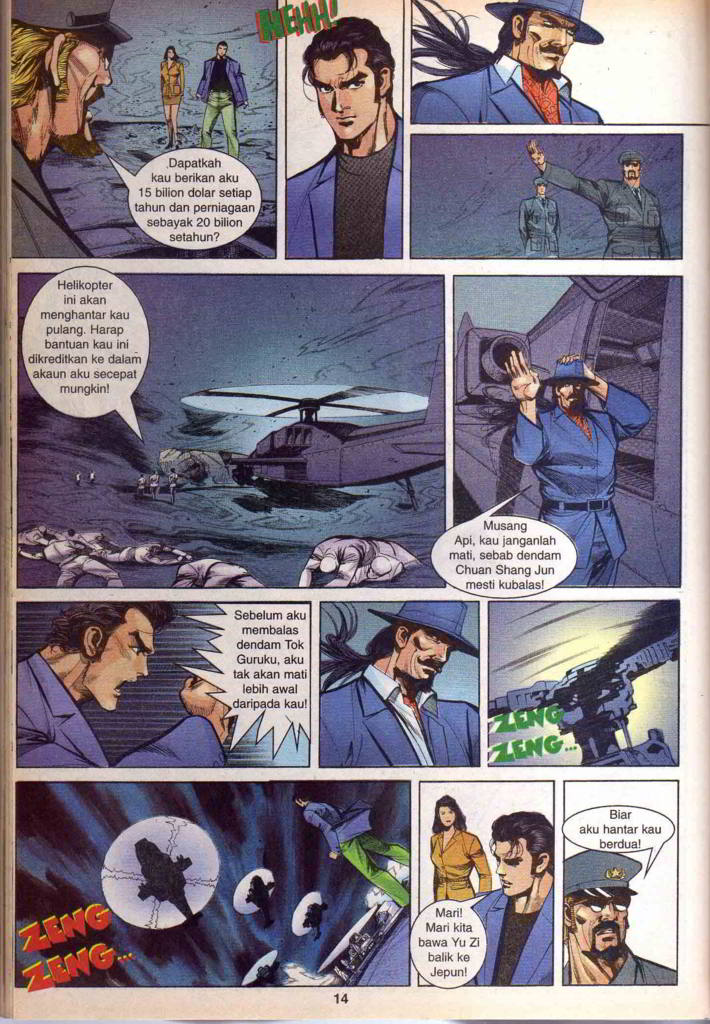 HEHH!
.Dapatkah
kau berikan aku
15 bilion dolar setiap
tahun dan perniagaan
sebayak 20 bilion
setahun?
Helikopter
ini akan
menghantar kau
pulang. Harap
bantuan kau ini
dikreditkan ke dalam
akaun aku secepat
mungkin!
Musang
Api, kau janganlah
mati, sebab dendam
Chuan Shang Jun
mesti kubalas!
Sebelum aku
membalas
dendam Tok
Guruku, aku
tak akan mati
lebih awal
daripada kau!
ZENG
ZENG...
ZENG
ZENG...
Mari!
Mari kita
bawa Yu Zi
balik ke
Jepun!
Biar
aku hantar kau
berdua!
14